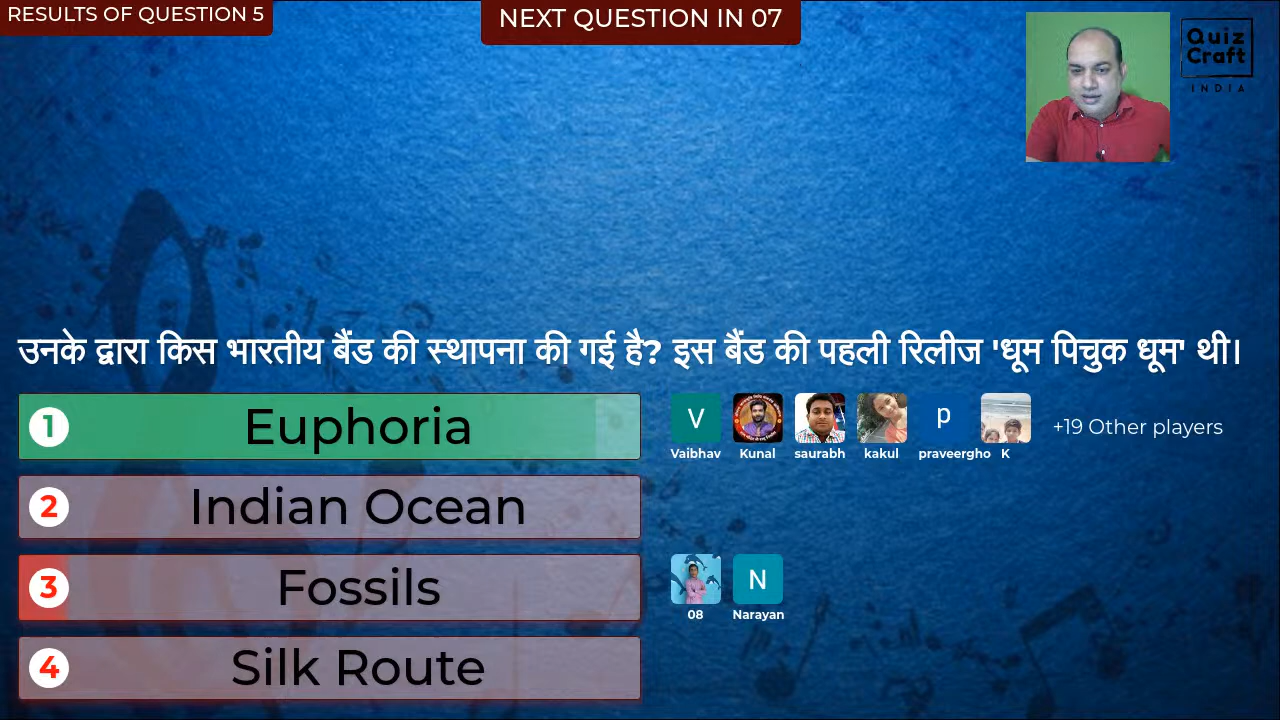 RESULTS OF QUESTION 5
NEXT QUESTION IN 07
Quiz
Craft
INDIA
उनके द्वारा किस भारतीय बैंड की स्थापना की गई है? इस बैंड की पहली रिलीज 'धूम पिचुक धूम' थी।
1 Euphoria
V
p
+19 Other players
Vaibhav Kunal saurabh kakul praveergho K
2 Indian Ocean
3 Fossils
N
08 Narayan
4 Silk Route